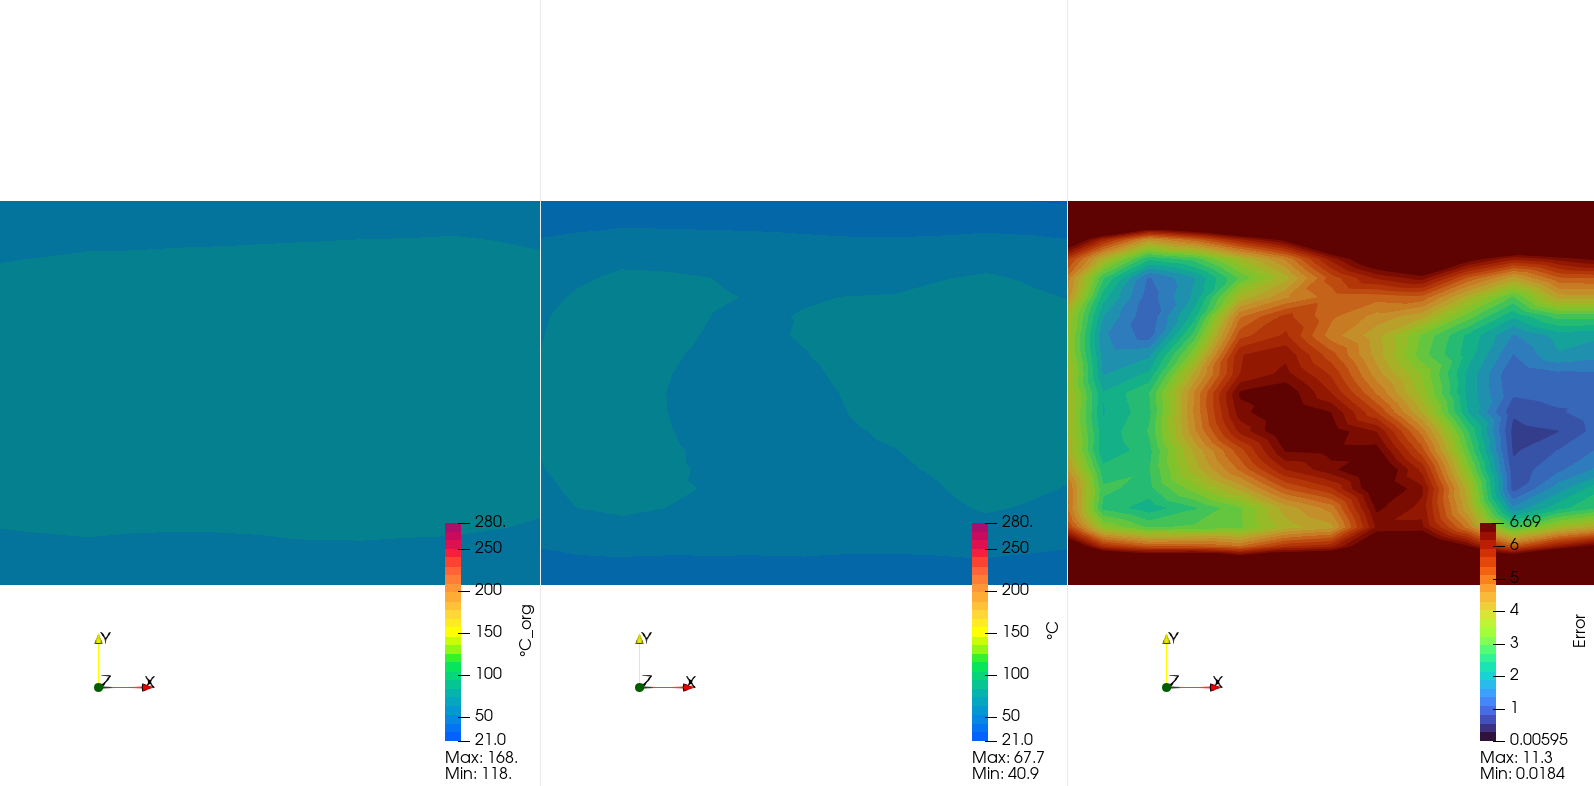 280.
250
200
150
100
50
21.0
°C_org
Max: 168.
Min: 118.
Y
Z
X
280.
250
200
150
100
50
21.0
°C
Max: 67.7
Min: 40.9
Y
Z
X
6.69
6
5
4
3
2
1
0.00595
Error
Max: 11.3
Min: 0.0184
Y
Z
X